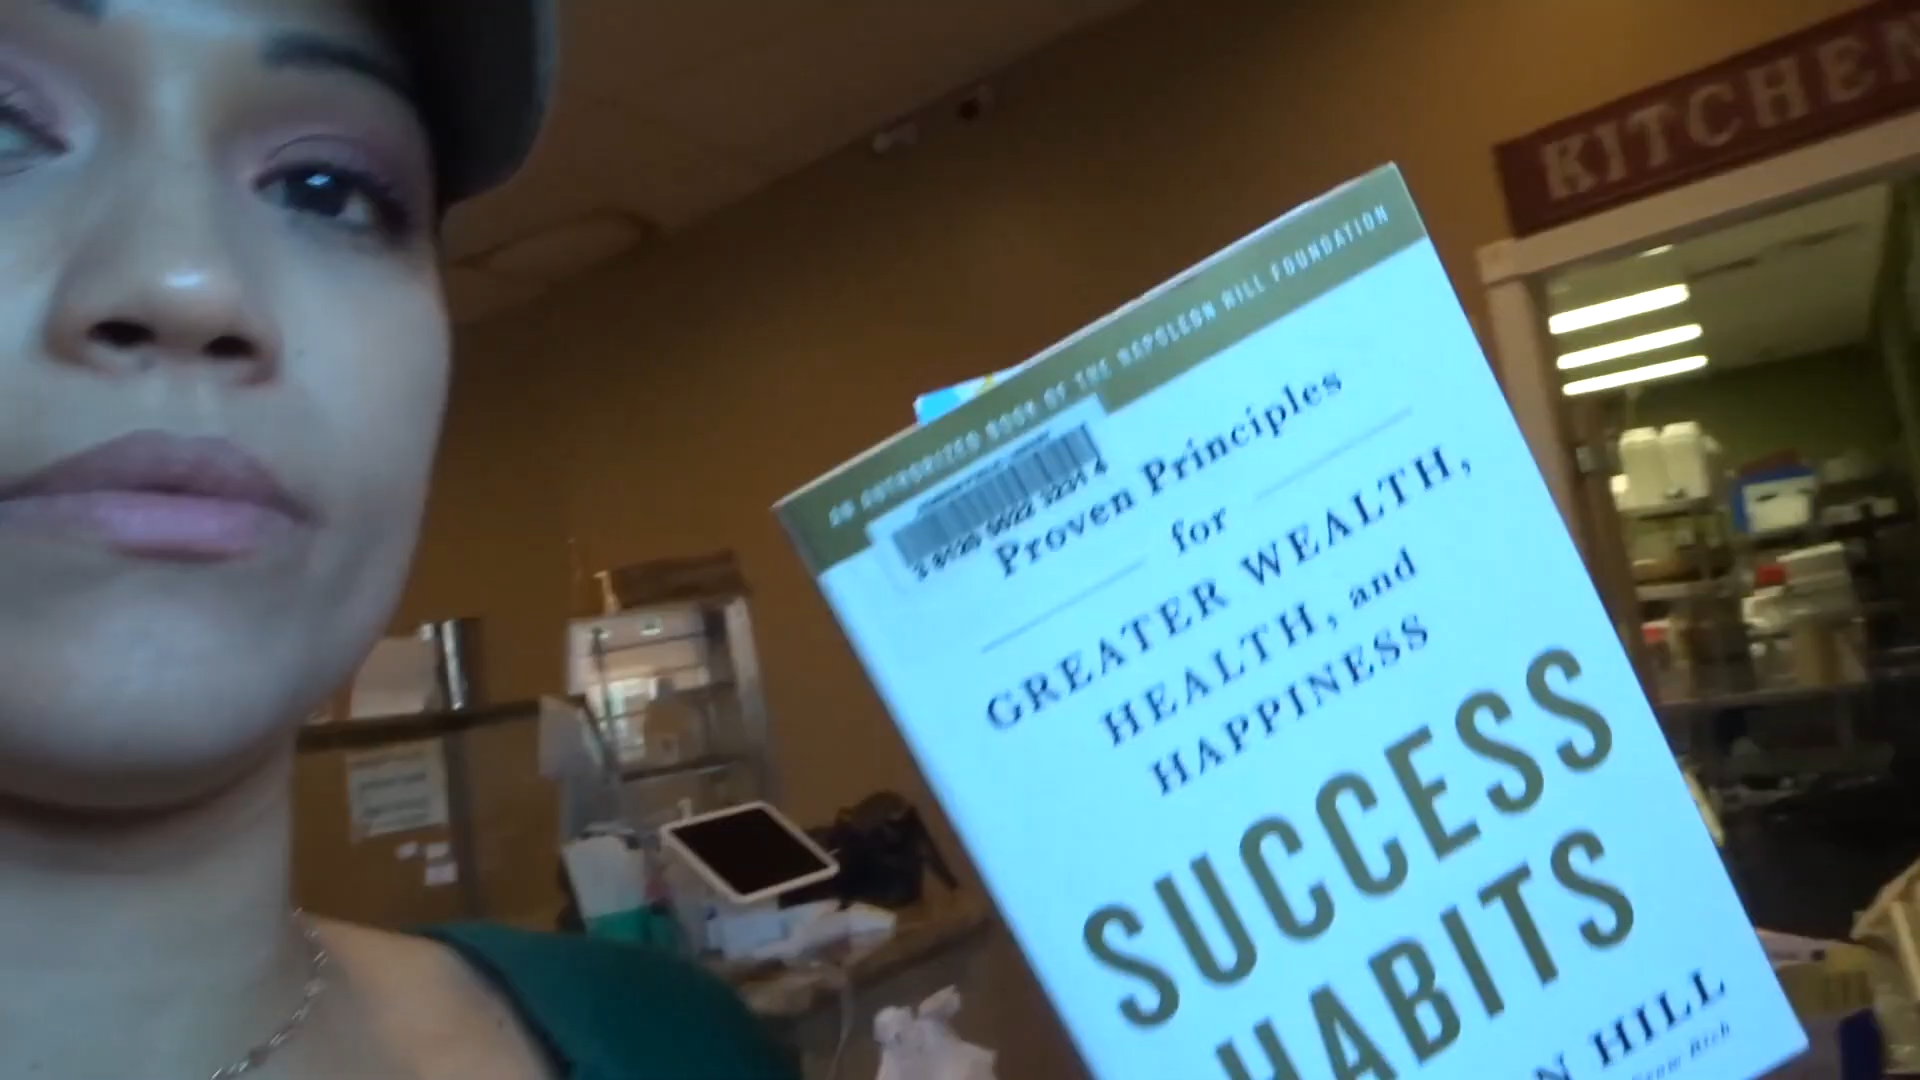 KITCHEN
AN AUTHORIZED BOOK OF THE NAPOLEON HILL FOUNDATION
Proven Principles
for
GREATER WEALTH,
HEALTH, and
HAPPINESS
SUCCESS
HABITS
N HILL